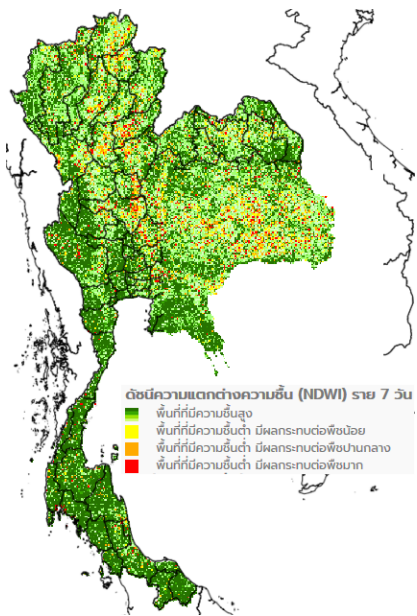 ดัชนีความแตกต่างความชื้น (NDWI) ราย 7 วัน
พื้นที่ที่มีความชื้นสูง
พื้นที่ที่มีความชื้นต่ำ มีผลกระทบต่อพืชน้อย
พื้นที่ที่มีความชื้นต่ำ มีผลกระทบต่อพืชปานกลาง
พื้นที่ที่มีความชื้นต่ำ มีผลกระทบต่อพืชมาก